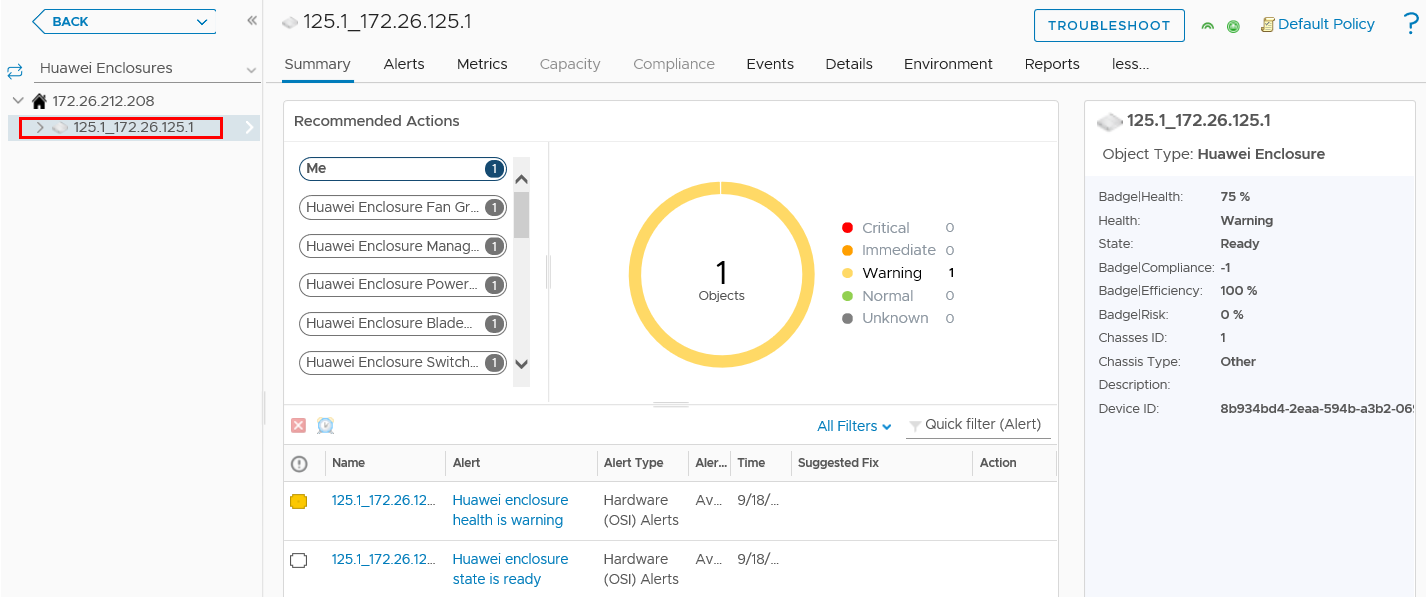 BACK
«
Huawei Enclosures
172.26.212.208
125.1_172.26.125.1
125.1_172.26.125.1
TROUBLESHOOT
Default Policy
?
Summary
Alerts
Metrics
Capacity
Compliance
Events
Details
Environment
Reports
less...
Recommended Actions
Me 1
Huawei Enclosure Fan Gr... 1
Huawei Enclosure Manag... 1
Huawei Enclosure Power... 1
Huawei Enclosure Blade... 1
Huawei Enclosure Switch... 1
1
Objects
Critical 0
Immediate 0
Warning 1
Normal 0
Unknown 0
All Filters
Quick filter (Alert)
Name
Alert
Alert Type
Aler...
Time
Suggested Fix
Action
125.1_172.26.12...
Huawei enclosure
health is warning
Hardware
(OSI) Alerts
Av...
9/18/...
125.1_172.26.12...
Huawei enclosure
state is ready
Hardware
(OSI) Alerts
Av...
9/18/...
125.1_172.26.125.1
Object Type: Huawei Enclosure
Badge|Health: 75 %
Health: Warning
State: Ready
Badge|Compliance: -1
Badge|Efficiency: 100 %
Badge|Risk: 0 %
Chasses ID: 1
Chassis Type: Other
Description:
Device ID: 8b934bd4-2eaa-594b-a3b2-06